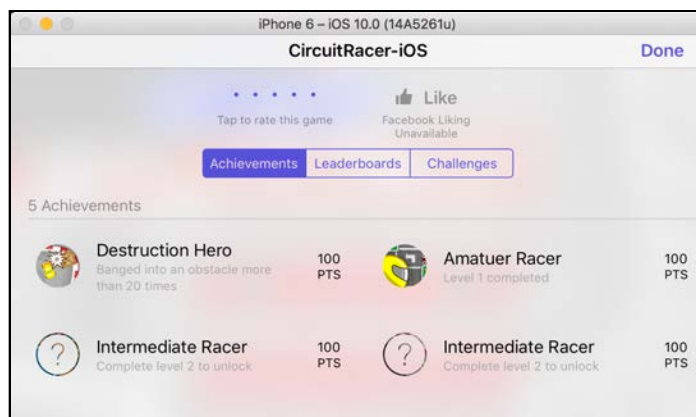 iPhone 6 – iOS 10.0 (14A5261u)
CircuitRacer-iOS
Done
Tap to rate this game
Like
Facebook Liking
Unavailable
Achievements
Leaderboards
Challenges
5 Achievements
Destruction Hero
Banged into an obstacle more
than 20 times
100
PTS
Amatuer Racer
Level 1 completed
100
PTS
Intermediate Racer
Complete level 2 to unlock
100
PTS
Intermediate Racer
Complete level 2 to unlock
100
PTS